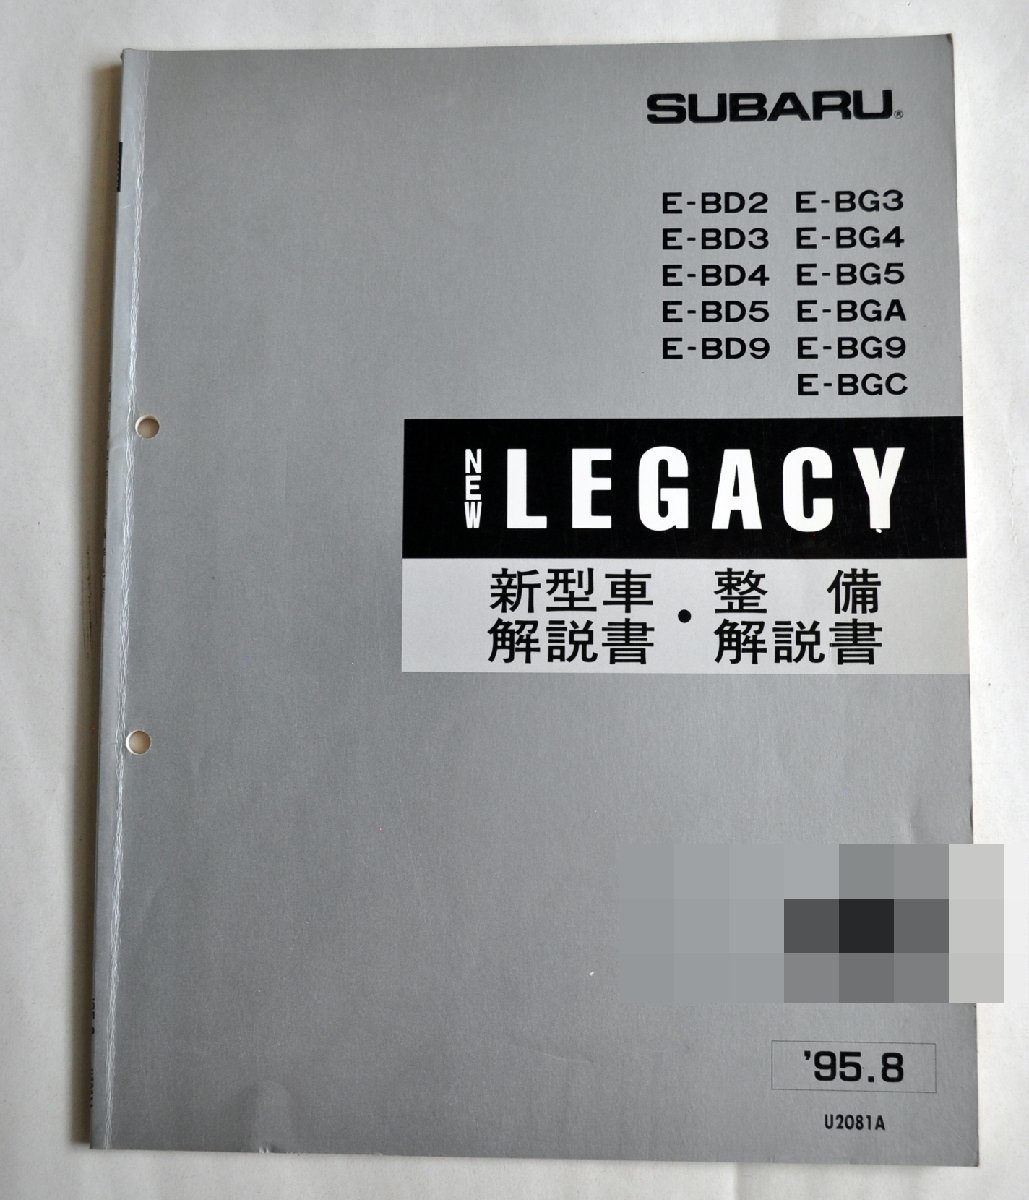 SUBARU®
E-BD2 E-BG3
E-BD3 E-BG4
E-BD4 E-BG5
E-BD5 E-BGA
E-BD9 E-BG9
E-BGC
NEW LEGACY
新型車解説書・整備解説書
'95.8
U2081A